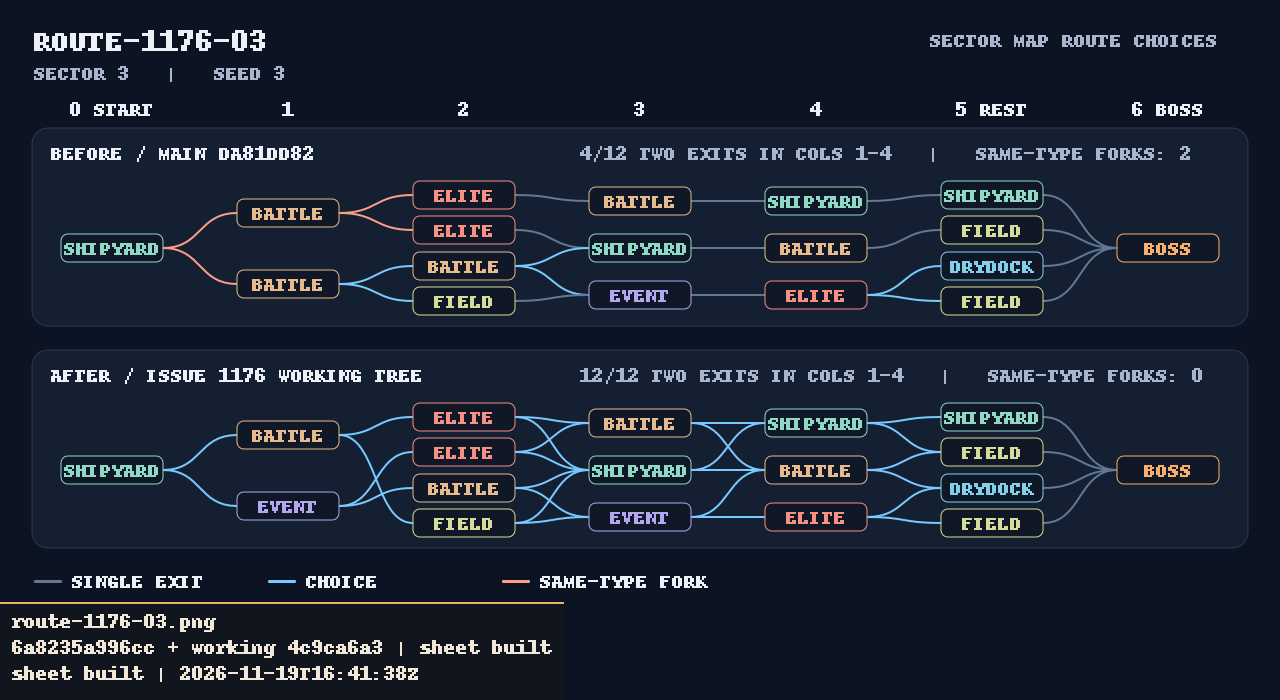 ROUTE-1176-03
SECTOR MAP ROUTE CHOICES
SECTOR 3 | SEED 3
0 START 1 2 3 4 5 REST 6 BOSS
BEFORE / MAIN DA81DD82 4/12 TWO EXITS IN COLS 1-4 | SAME-TYPE FORKS: 2
SHIPYARD
BATTLE
BATTLE
ELITE
ELITE
BATTLE
FIELD
BATTLE
SHIPYARD
EVENT
SHIPYARD
BATTLE
ELITE
SHIPYARD
FIELD
DRYDOCK
FIELD
BOSS
AFTER / ISSUE 1176 WORKING TREE 12/12 TWO EXITS IN COLS 1-4 | SAME-TYPE FORKS: 0
SHIPYARD
BATTLE
EVENT
ELITE
ELITE
BATTLE
FIELD
BATTLE
SHIPYARD
EVENT
SHIPYARD
BATTLE
ELITE
SHIPYARD
FIELD
DRYDOCK
FIELD
BOSS
SINGLE EXIT CHOICE SAME-TYPE FORK
route-1176-03.png
6a8235a996cc + working 4c9ca6a3 | sheet built
sheet built | 2026-11-19T16:41:38z